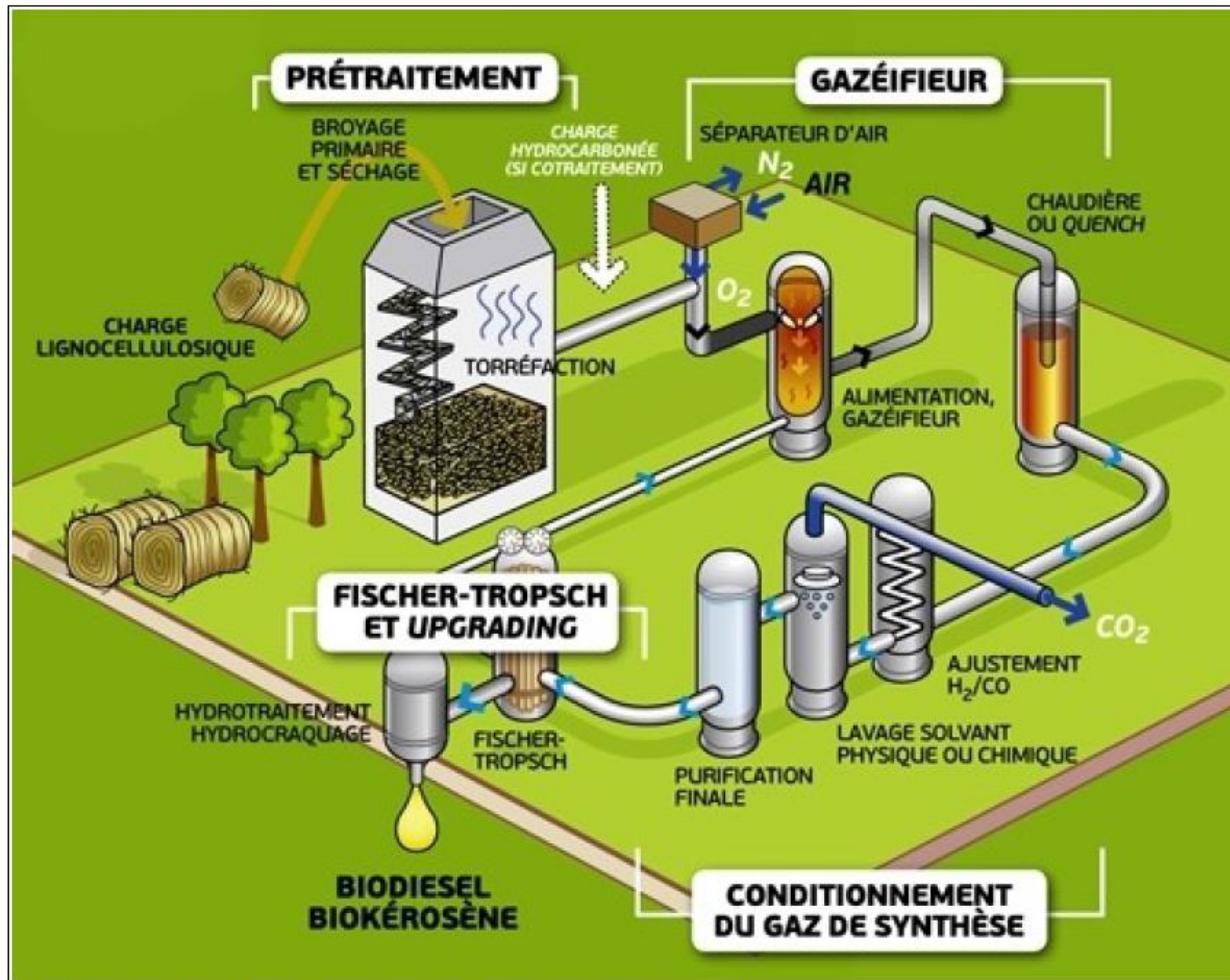 PRÉTRAITEMENT
BROYAGE
PRIMAIRE
ET SÉCHAGE
CHARGE
HYDROCARBONÉE
(SI COTRAITEMENT)
GAZÉIFIEUR
SÉPARATEUR D'AIR
N₂
AIR
O₂
CHAUDIÈRE
OU QUENCH
CHARGE
LIGNOCELLULOSIQUE
TORRÉFACTION
ALIMENTATION,
GAZÉIFIEUR
FISCHER-TROPSCH
ET UPGRADING
HYDROTRAITEMENT
HYDROCRAQUAGE
FISCHER-
TROPSCH
PURIFICATION
FINALE
LAVAGE SOLVANT
PHYSIQUE OU CHIMIQUE
AJUSTEMENT
H₂/CO
CO₂
BIODIESEL
BIOKÉROSÈNE
CONDITIONNEMENT
DU GAZ DE SYNTHÈSE